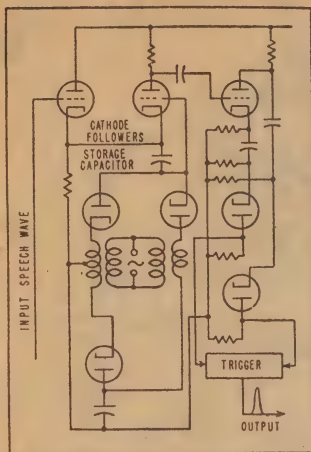 CATHODE
FOLLOWERS
STORAGE
CAPACITOR
INPUT SPEECH WAVE
TRIGGER
OUTPUT